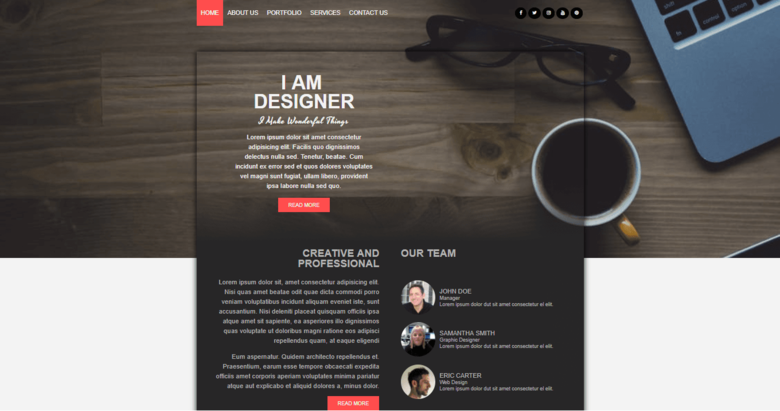 HOME ABOUT US PORTFOLIO SERVICES CONTACT US
I AM
DESIGNER
I Make Wonderful Things
Lorem ipsum dolor sit amet consectetur
adipisicing elit. Facilis quo dignissimos
delectus nulla sed. Tenetur, beatae. Cum
incidunt ex error sed et quos dolores voluptates
vel magni sunt fugiat, ullam libero, provident
ipsa labore nulla sed quo.
READ MORE
CREATIVE AND
PROFESSIONAL
Lorem ipsum dolor sit, amet consectetur adipisicing elit.
Nisi quas amet beatae odit quae dicta commodi porro
veniam voluptatibus incidunt aliquam eveniet iste, sunt
accusantium. Nisi deleniti placeat quisquam officiis ipsa
atque amet sit sapiente, ea asperiores illo dignissimos
quas voluptate ut doloribus magni ratione eos adipisci
repellendus quam, at eaque eligendi
Eum aspernatur. Quidem architecto repellendus et.
Praesentium, earum esse tempore obcaecati expedita
officiis amet corporis aperiam voluptates minima pariatur
atque aut explicabo et aliquid dolores a, minus dolor.
READ MORE
OUR TEAM
JOHN DOE
Manager
Lorem ipsum dolor dut sit amet consectetur el elit.
SAMANTHA SMITH
Graphic Designer
Lorem ipsum dolor dut sit amet consectetur el elit.
ERIC CARTER
Web Design
Lorem ipsum dolor dut sit amet consectetur el elit.